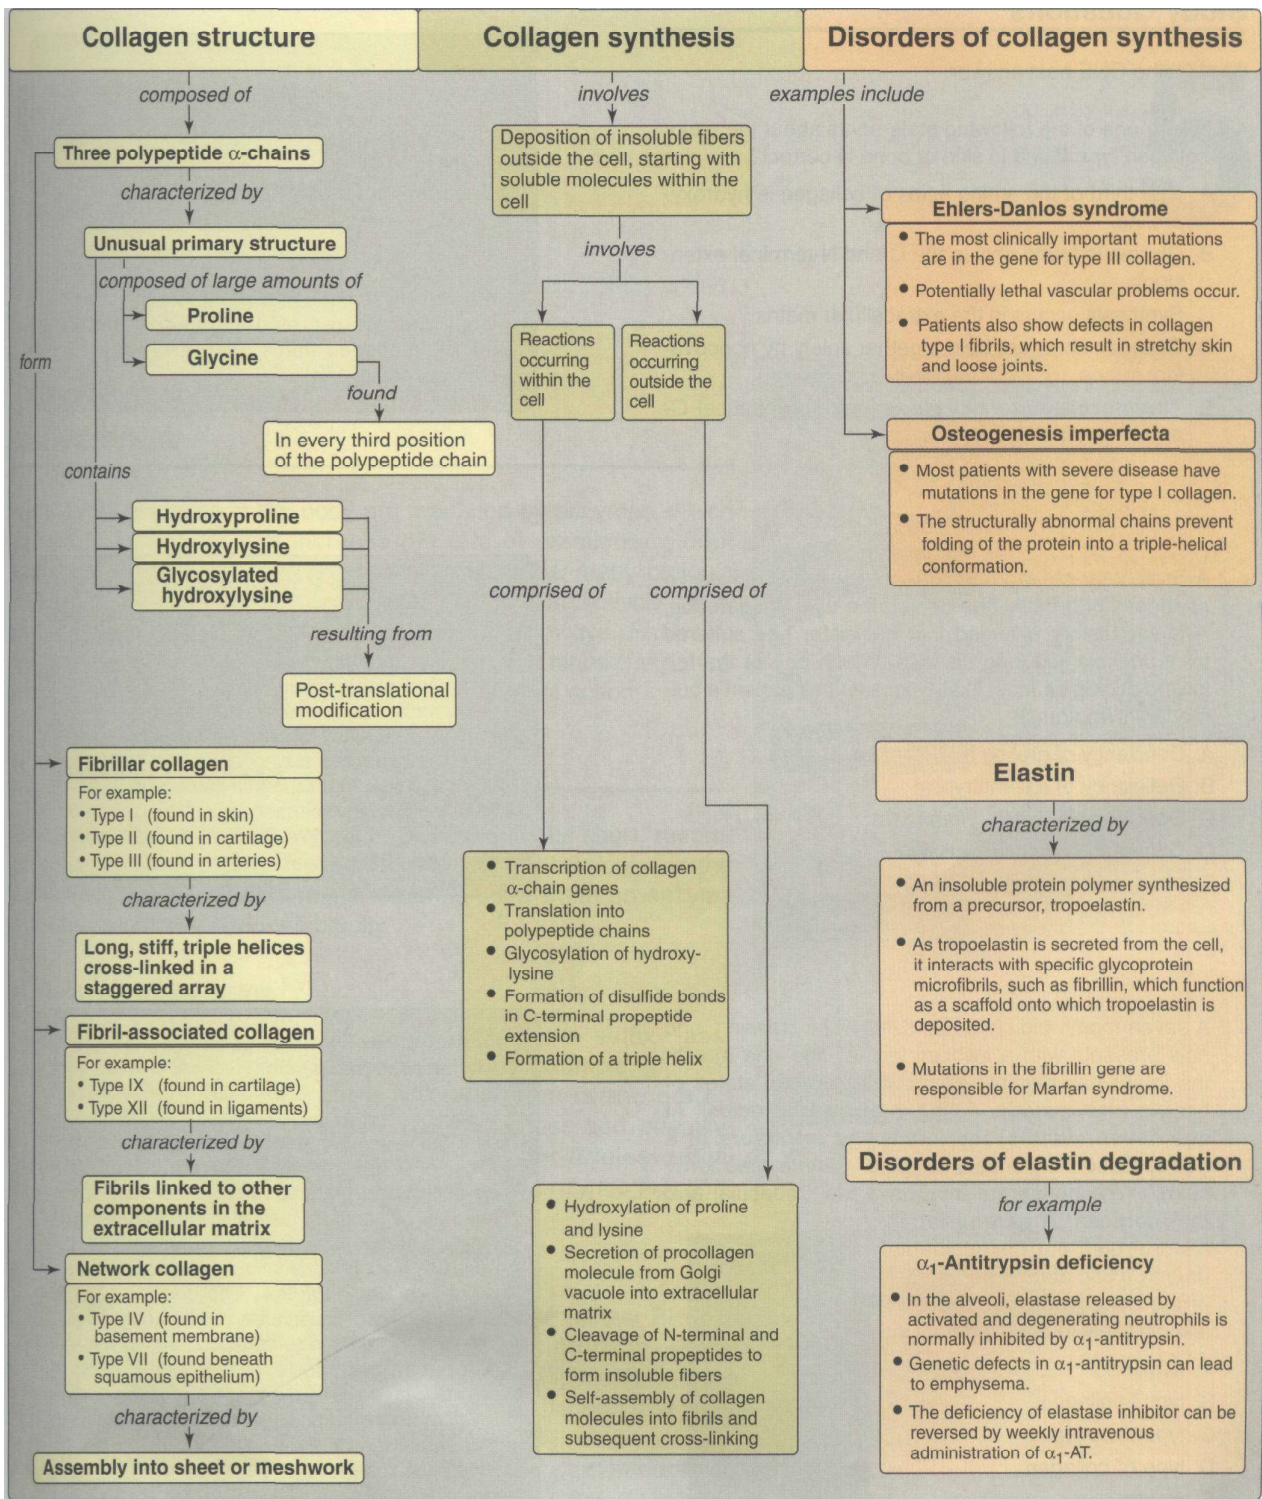 Collagen structure
composed of
Three polypeptide α-chains
characterized by
Unusual primary structure
composed of large amounts of
Proline
Glycine
form
found
In every third position
of the polypeptide chain
contains
Hydroxyproline
Hydroxylysine
Glycosylated
hydroxylysine
resulting from
Post-translational
modification
Fibrillar collagen
For example:
• Type I (found in skin)
• Type II (found in cartilage)
• Type III (found in arteries)
characterized by
Long, stiff, triple helices
cross-linked in a
staggered array
Fibril-associated collagen
For example:
• Type IX (found in cartilage)
• Type XII (found in ligaments)
characterized by
Fibrils linked to other
components in the
extracellular matrix
Network collagen
For example:
• Type IV (found in
basement membrane)
• Type VII (found beneath
squamous epithelium)
characterized by
Assembly into sheet or meshwork
Collagen synthesis
involves
Deposition of insoluble fibers
outside the cell, starting with
soluble molecules within the
cell
involves
Reactions
occurring
within the
cell
Reactions
occurring
outside the
cell
comprised of
comprised of
• Transcription of collagen
α-chain genes
• Translation into
polypeptide chains
• Glycosylation of hydroxy-
lysine
• Formation of disulfide bonds
in C-terminal propeptide
extension
• Formation of a triple helix
• Hydroxylation of proline
and lysine
• Secretion of procollagen
molecule from Golgi
vacuole into extracellular
matrix
• Cleavage of N-terminal and
C-terminal propeptides to
form insoluble fibers
• Self-assembly of collagen
molecules into fibrils and
subsequent cross-linking
Disorders of collagen synthesis
examples include
Ehlers-Danlos syndrome
• The most clinically important mutations
are in the gene for type III collagen.
• Potentially lethal vascular problems occur.
• Patients also show defects in collagen
type I fibrils, which result in stretchy skin
and loose joints.
Osteogenesis imperfecta
• Most patients with severe disease have
mutations in the gene for type I collagen.
• The structurally abnormal chains prevent
folding of the protein into a triple-helical
conformation.
Elastin
characterized by
• An insoluble protein polymer synthesized
from a precursor, tropoelastin.
• As tropoelastin is secreted from the cell,
it interacts with specific glycoprotein
microfibrils, such as fibrillin, which function
as a scaffold onto which tropoelastin is
deposited.
• Mutations in the fibrillin gene are
responsible for Marfan syndrome.
Disorders of elastin degradation
for example
α1-Antitrypsin deficiency
• In the alveoli, elastase released by
activated and degenerating neutrophils is
normally inhibited by α1-antitrypsin.
• Genetic defects in α1-antitrypsin can lead
to emphysema.
• The deficiency of elastase inhibitor can be
reversed by weekly intravenous
administration of α1-AT.